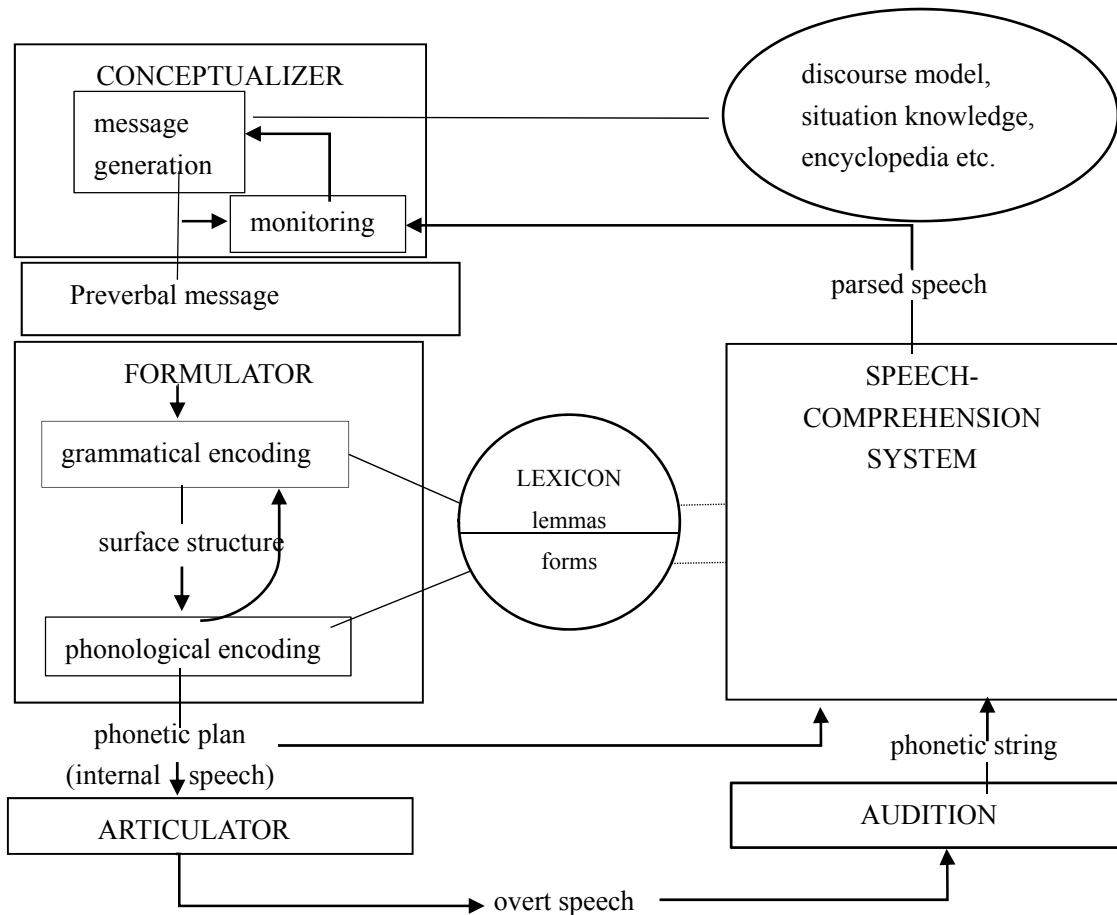 CONCEPTUALIZER
message
generation
monitoring
discourse model,
situation knowledge,
encyclopedia etc.
Preverbal message
parsed speech
FORMULATOR
grammatical encoding
surface structure
phonological encoding
LEXICON
lemmas
forms
SPEECH-
COMPREHENSION
SYSTEM
phonetic plan
(internal speech)
phonetic string
ARTICULATOR
AUDITION
overt speech